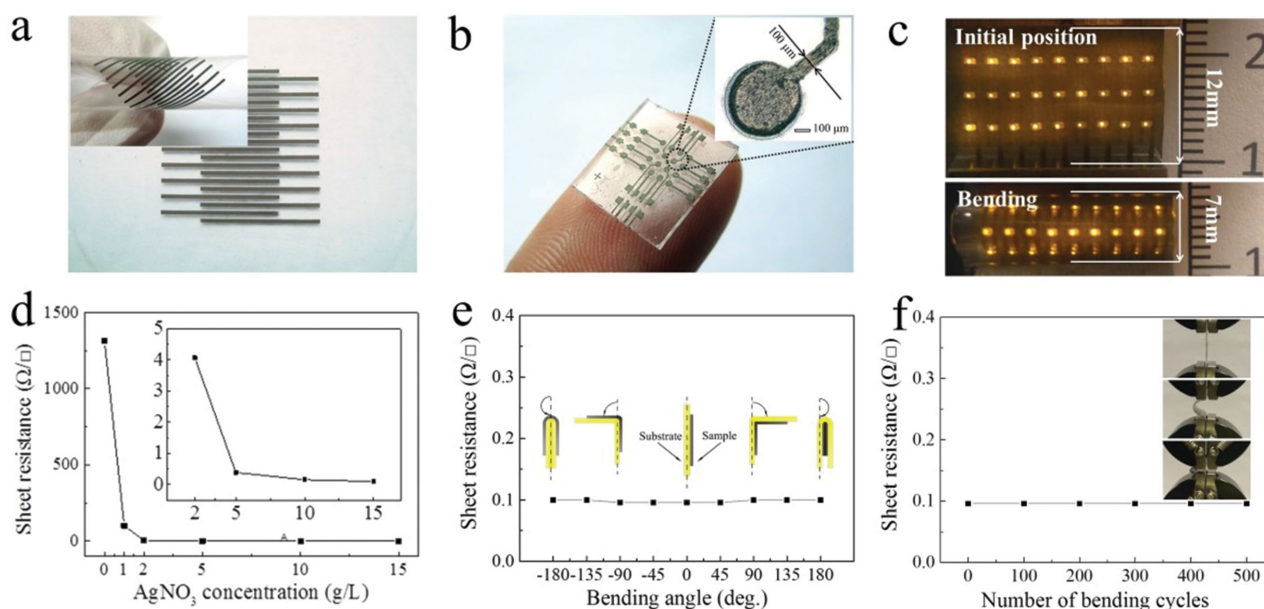 a
b
100 μm
100 μm
c
Initial position
12mm
2
1
Bending
7mm
1
d
Sheet resistance (Ω/□)
1500
1000
500
0
5
4
3
2
1
0
2 5 10 15
A
0 1 2 5 10 15
AgNO₃ concentration (g/L)
e
Sheet resistance (Ω/□)
0.4
0.3
0.2
0.1
0.0
Substrate Sample
-180 -135 -90 -45 0 45 90 135 180
Bending angle (deg.)
f
Sheet resistance (Ω/□)
0.4
0.3
0.2
0.1
0.0
0 100 200 300 400 500
Number of bending cycles